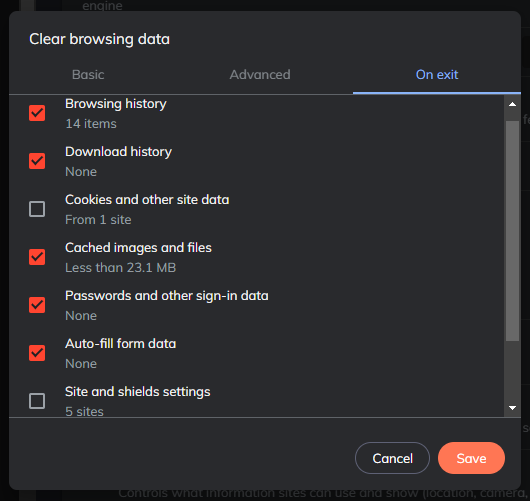 engine
Clear browsing data
Basic
Advanced
On exit
Browsing history
14 items
Download history
None
Cookies and other site data
From 1 site
Cached images and files
Less than 23.1 MB
Passwords and other sign-in data
None
Auto-fill form data
None
Site and shields settings
5 sites
Cancel
Save
Controls what information sites can use and show (location, camera,